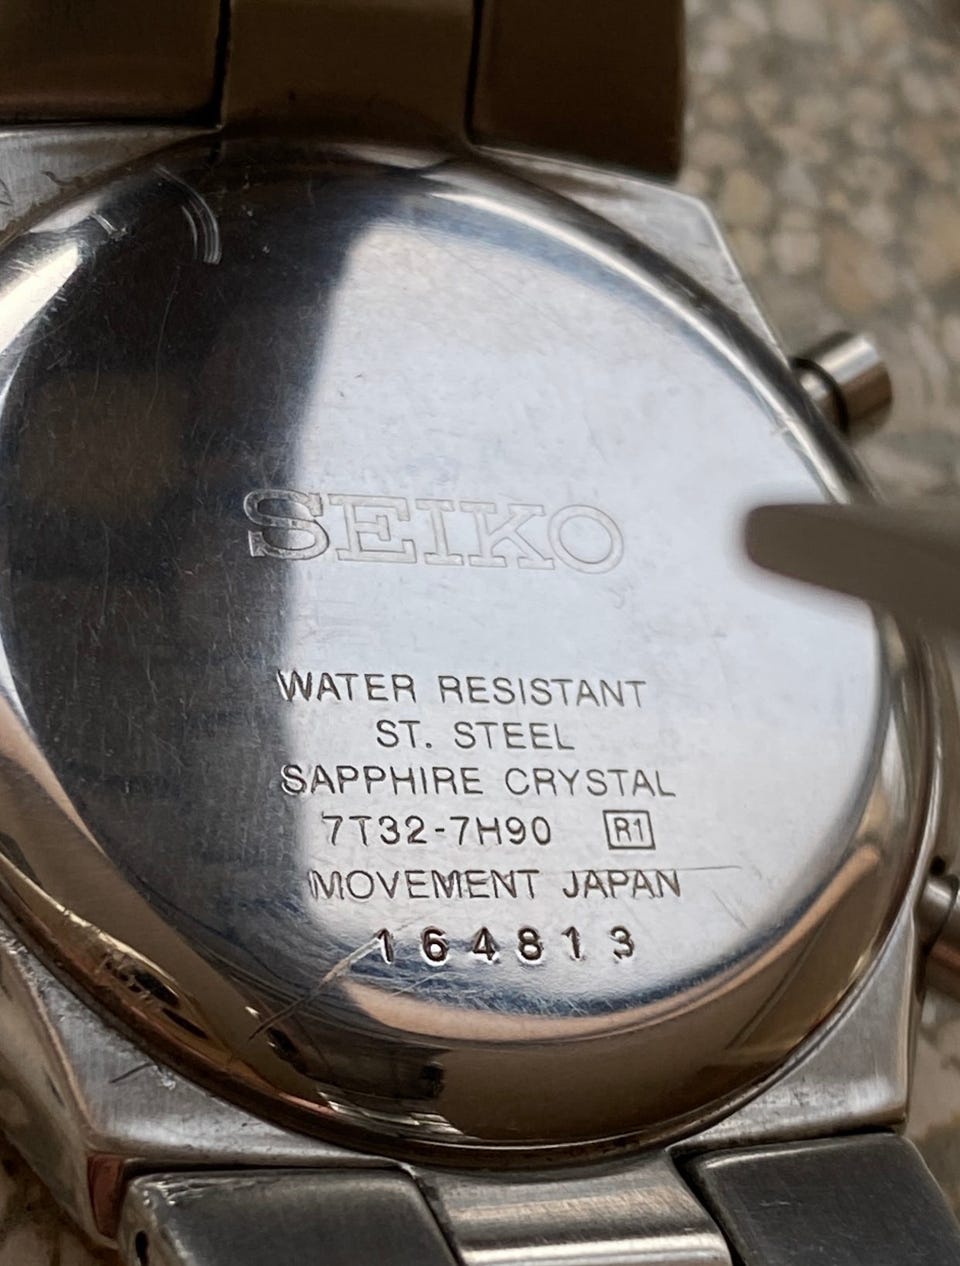 SEIKO
WATER RESISTANT
ST. STEEL
SAPPHIRE CRYSTAL
7T32-7H90 R1
MOVEMENT JAPAN
164813